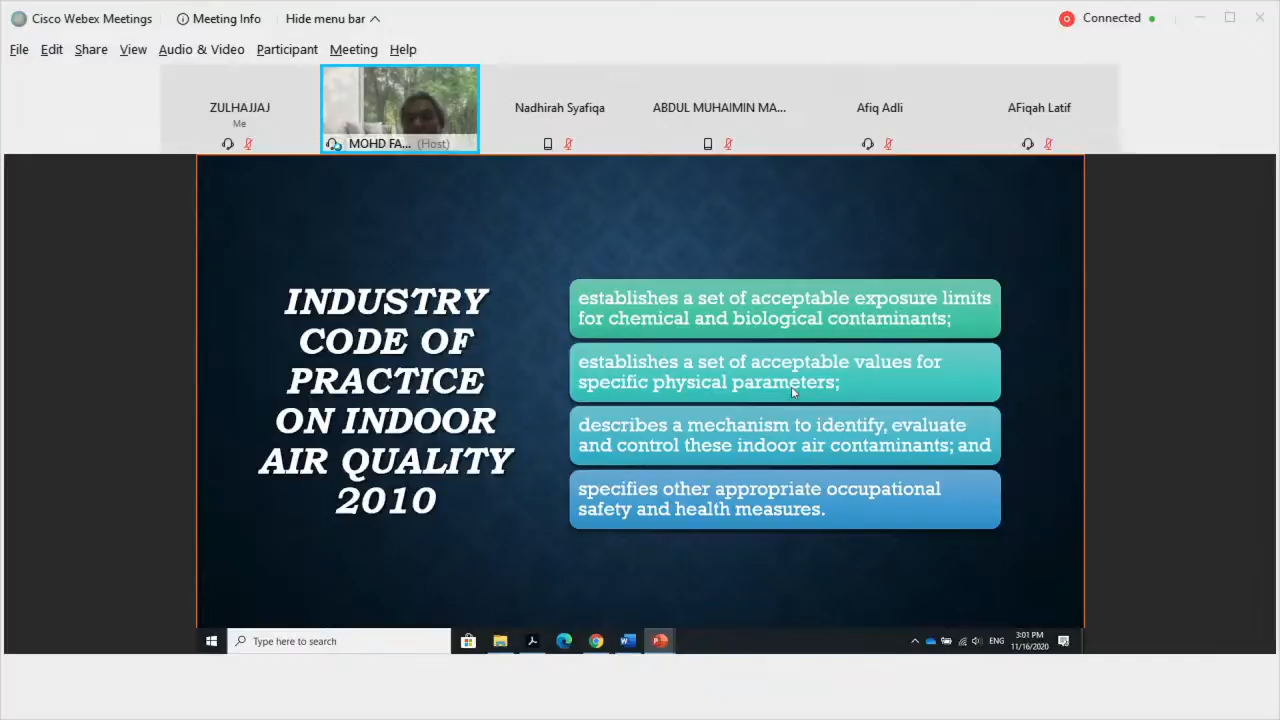 Cisco Webex Meetings
Meeting Info
Hide menu bar
Connected
File Edit Share View Audio & Video Participant Meeting Help
ZULHAJJAJ
Me
MOHD FA... (Host)
Nadhirah Syafiqa
ABDUL MUHAIMIN MA...
Afiq Adli
AFiqah Latif
INDUSTRY
CODE OF
PRACTICE
ON INDOOR
AIR QUALITY
2010
establishes a set of acceptable exposure limits
for chemical and biological contaminants;
establishes a set of acceptable values for
specific physical parameters;
describes a mechanism to identify, evaluate
and control these indoor air contaminants; and
specifies other appropriate occupational
safety and health measures.
Type here to search
ENG
3:01 PM
11/16/2020